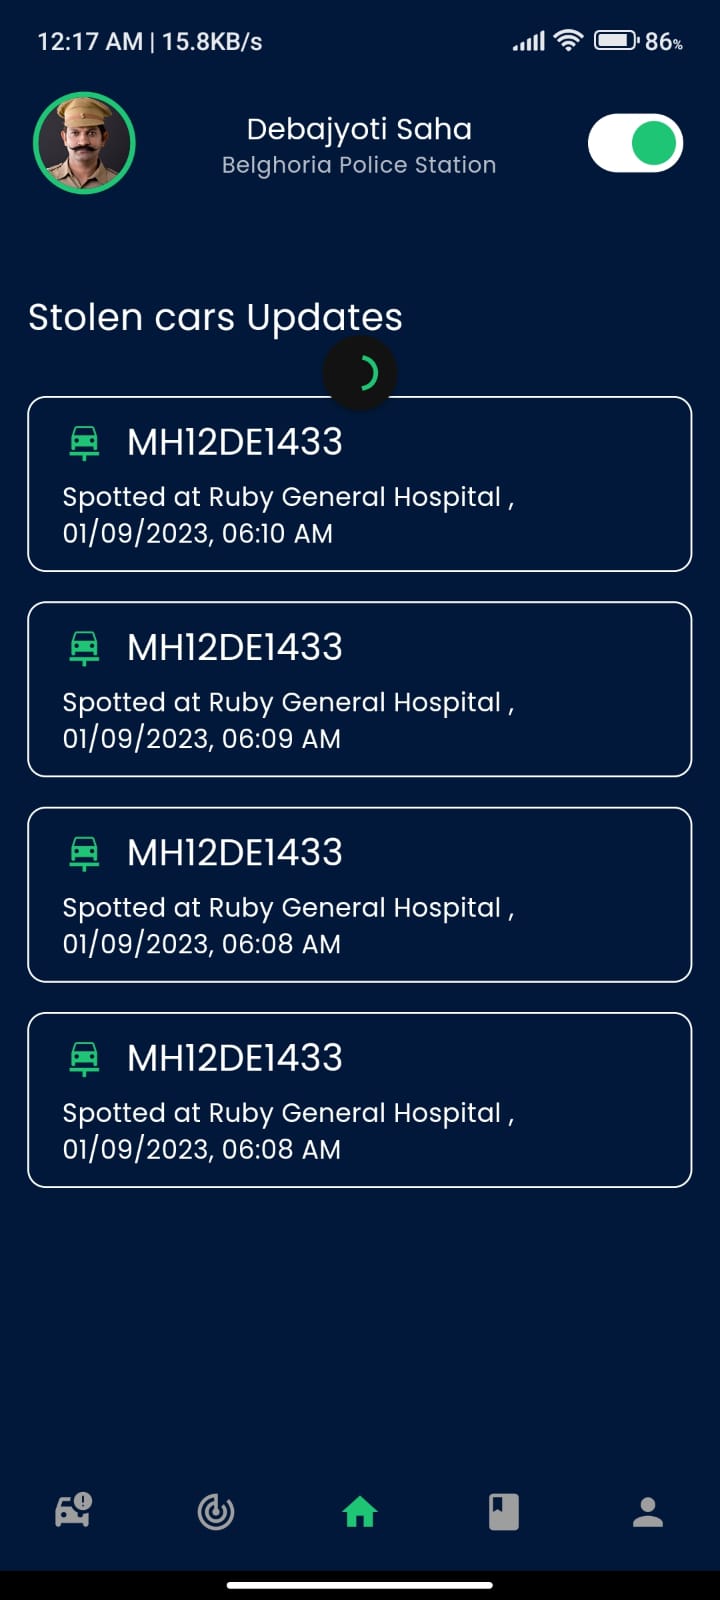 12:17 AM | 15.8KB/s 86%
Debajyoti Saha
Belghoria Police Station
Stolen cars Updates
MH12DE1433
Spotted at Ruby General Hospital ,
01/09/2023, 06:10 AM
MH12DE1433
Spotted at Ruby General Hospital ,
01/09/2023, 06:09 AM
MH12DE1433
Spotted at Ruby General Hospital ,
01/09/2023, 06:08 AM
MH12DE1433
Spotted at Ruby General Hospital ,
01/09/2023, 06:08 AM